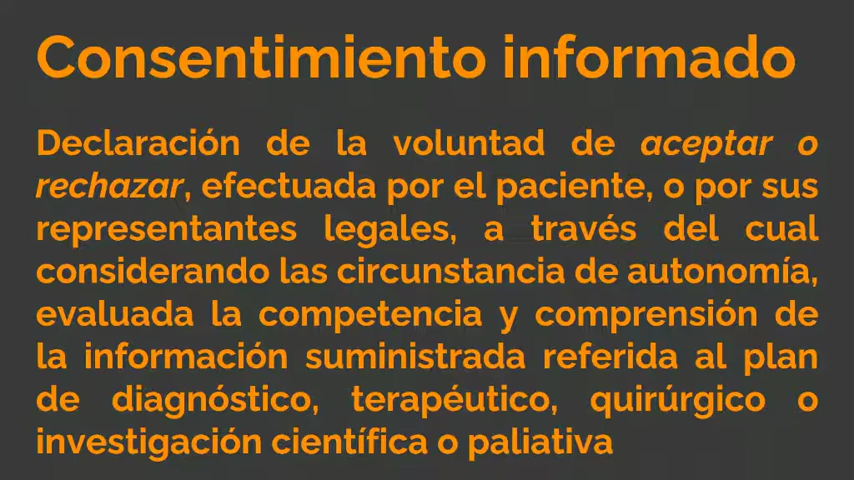 Consentimiento informado
Declaración de la voluntad de aceptar o
rechazar, efectuada por el paciente, o por sus
representantes legales, a través del cual
considerando las circunstancia de autonomía,
evaluada la competencia y comprensión de
la información suministrada referida al plan
de diagnóstico, terapéutico, quirúrgico o
investigación científica o paliativa